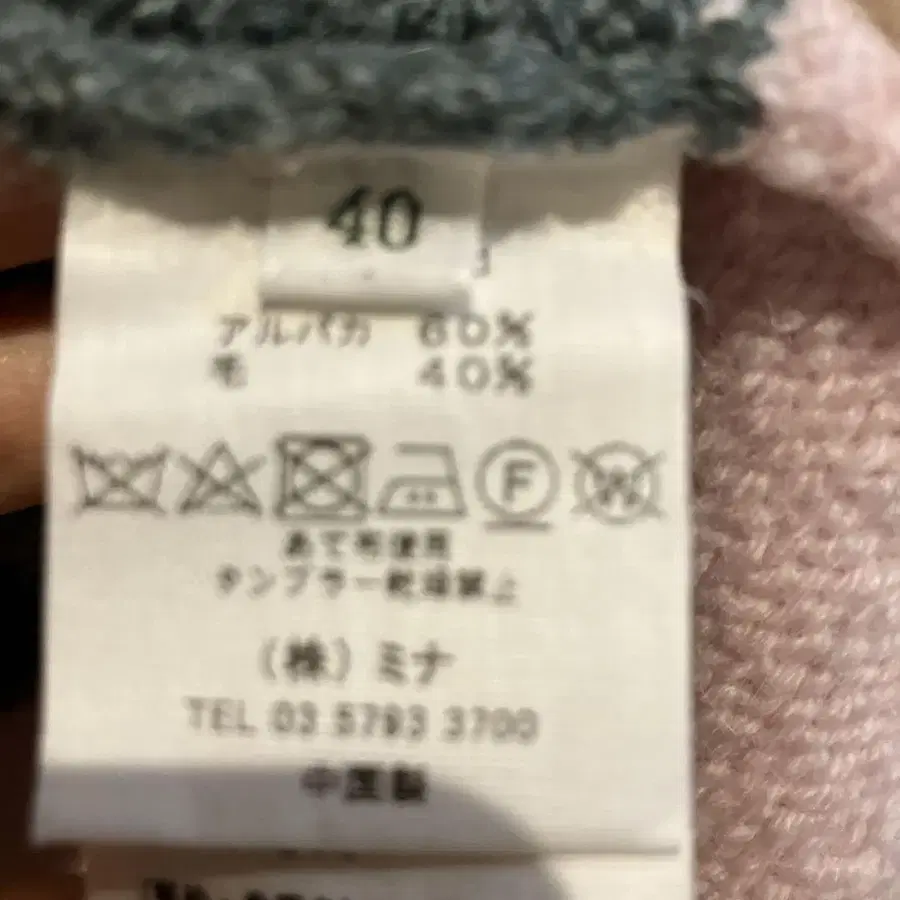 40
アルパカ 60%
毛 40%
F W
あて布使用
タンブラー乾燥禁止
(株)ミナ
TEL 03 5793 3700
中国製